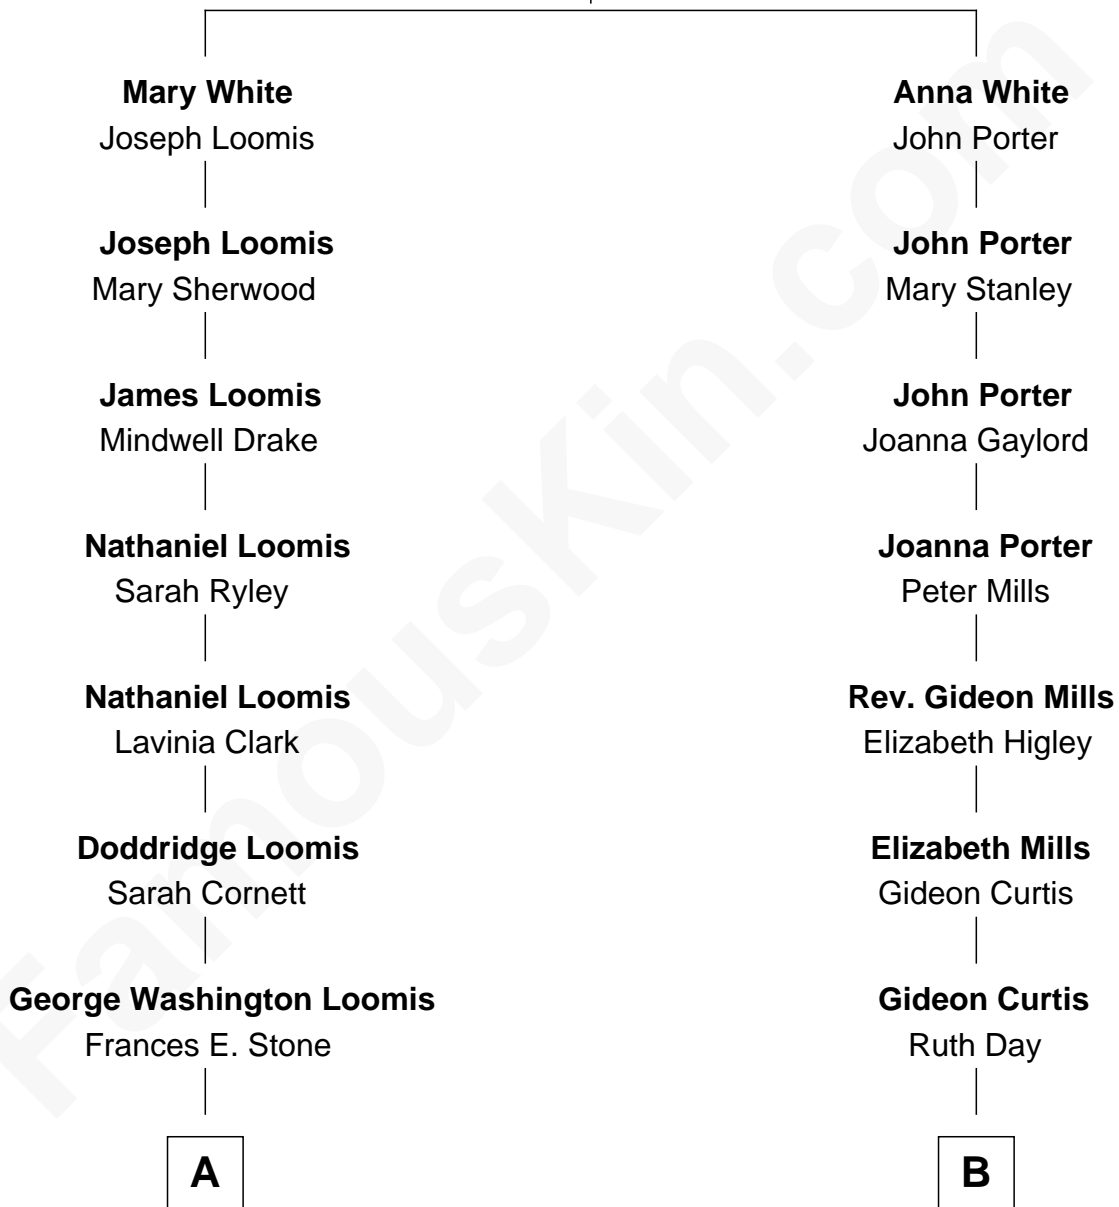 Mary White
Joseph Loomis
Joseph Loomis
Mary Sherwood
James Loomis
Mindwell Drake
Nathaniel Loomis
Sarah Ryley
Nathaniel Loomis
Lavinia Clark
Doddridge Loomis
Sarah Cornett
George Washington Loomis
Frances E. Stone
A
Anna White
John Porter
John Porter
Mary Stanley
John Porter
Joanna Gaylord
Joanna Porter
Peter Mills
Rev. Gideon Mills
Elizabeth Higley
Elizabeth Mills
Gideon Curtis
Gideon Curtis
Ruth Day
B
FamousKin.com